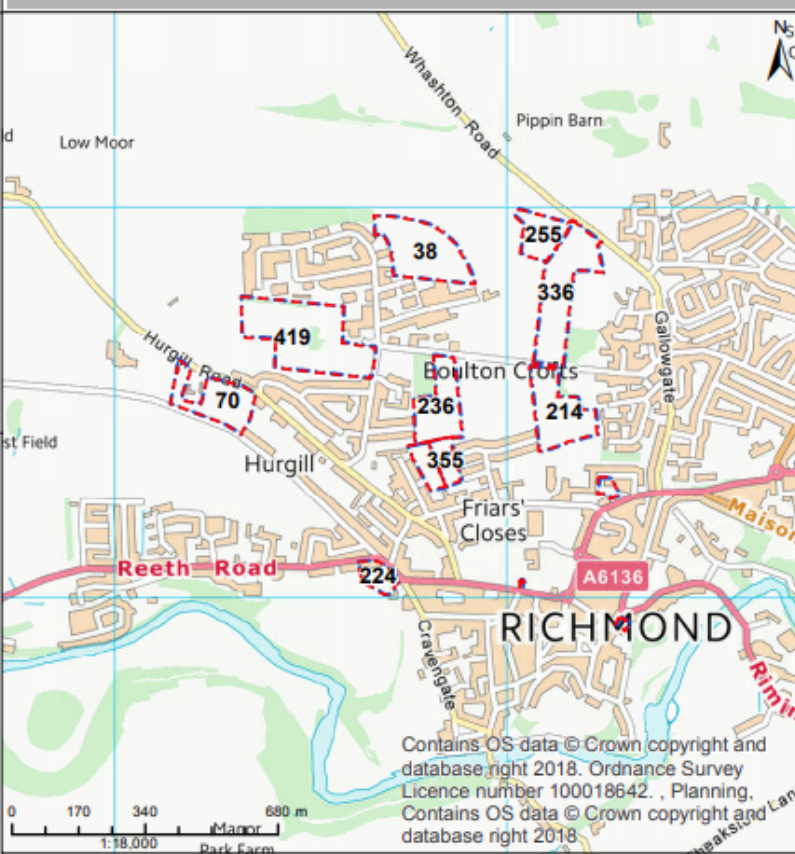 N
Whashton Road
Pippin Barn
Low Moor
255
38
336
Hurgill Road
419
Gallowgate
Boulton Crofts
70
236
214
st Field
355
Hurgill
Friars'
Closes
Maison
Reeth Road
224
A6136
RICHMOND
Cravengate
Rimin
Contains OS data © Crown copyright and
database right 2018. Ordnance Survey
Licence number 100018642. , Planning,
Contains OS data © Crown copyright and
database right 2018
0 170 340 680 m
1:18,000
Manor
Park Farm